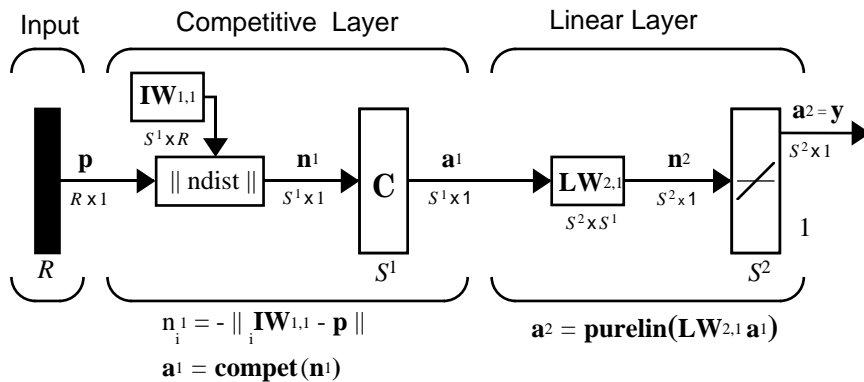 Input
Competitive Layer
Linear Layer
IW1,1
S1 x R
p
R x 1
|| ndist ||
n1
S1 x 1
C
a1
S1 x 1
LW2,1
S2 x S1
n2
S2 x 1
a2 = y
S2 x 1
1
R
S1
S2
ni1 = - || iIW1,1 - p ||
a1 = compet (n1)
a2 = purelin(LW2,1 a1)